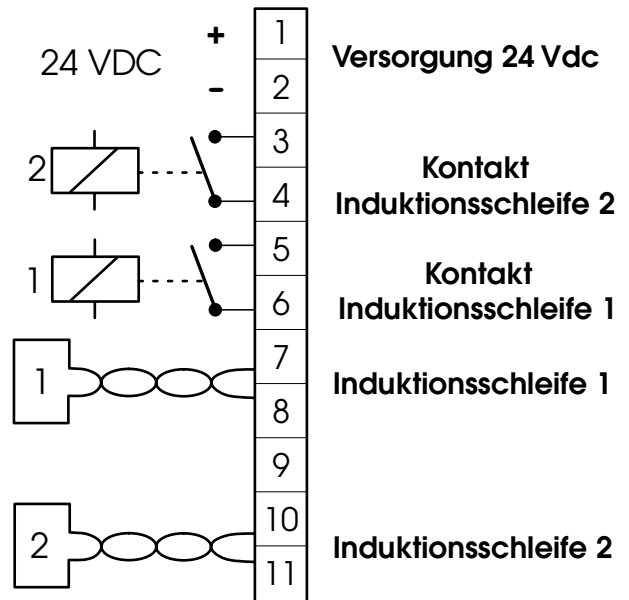 24 VDC
+
-
1
2
3
4
5
6
7
8
9
10
11
Versorgung 24 Vdc
2
Kontakt
Induktionsschleife 2
1
Kontakt
Induktionsschleife 1
1
Induktionsschleife 1
2
Induktionsschleife 2